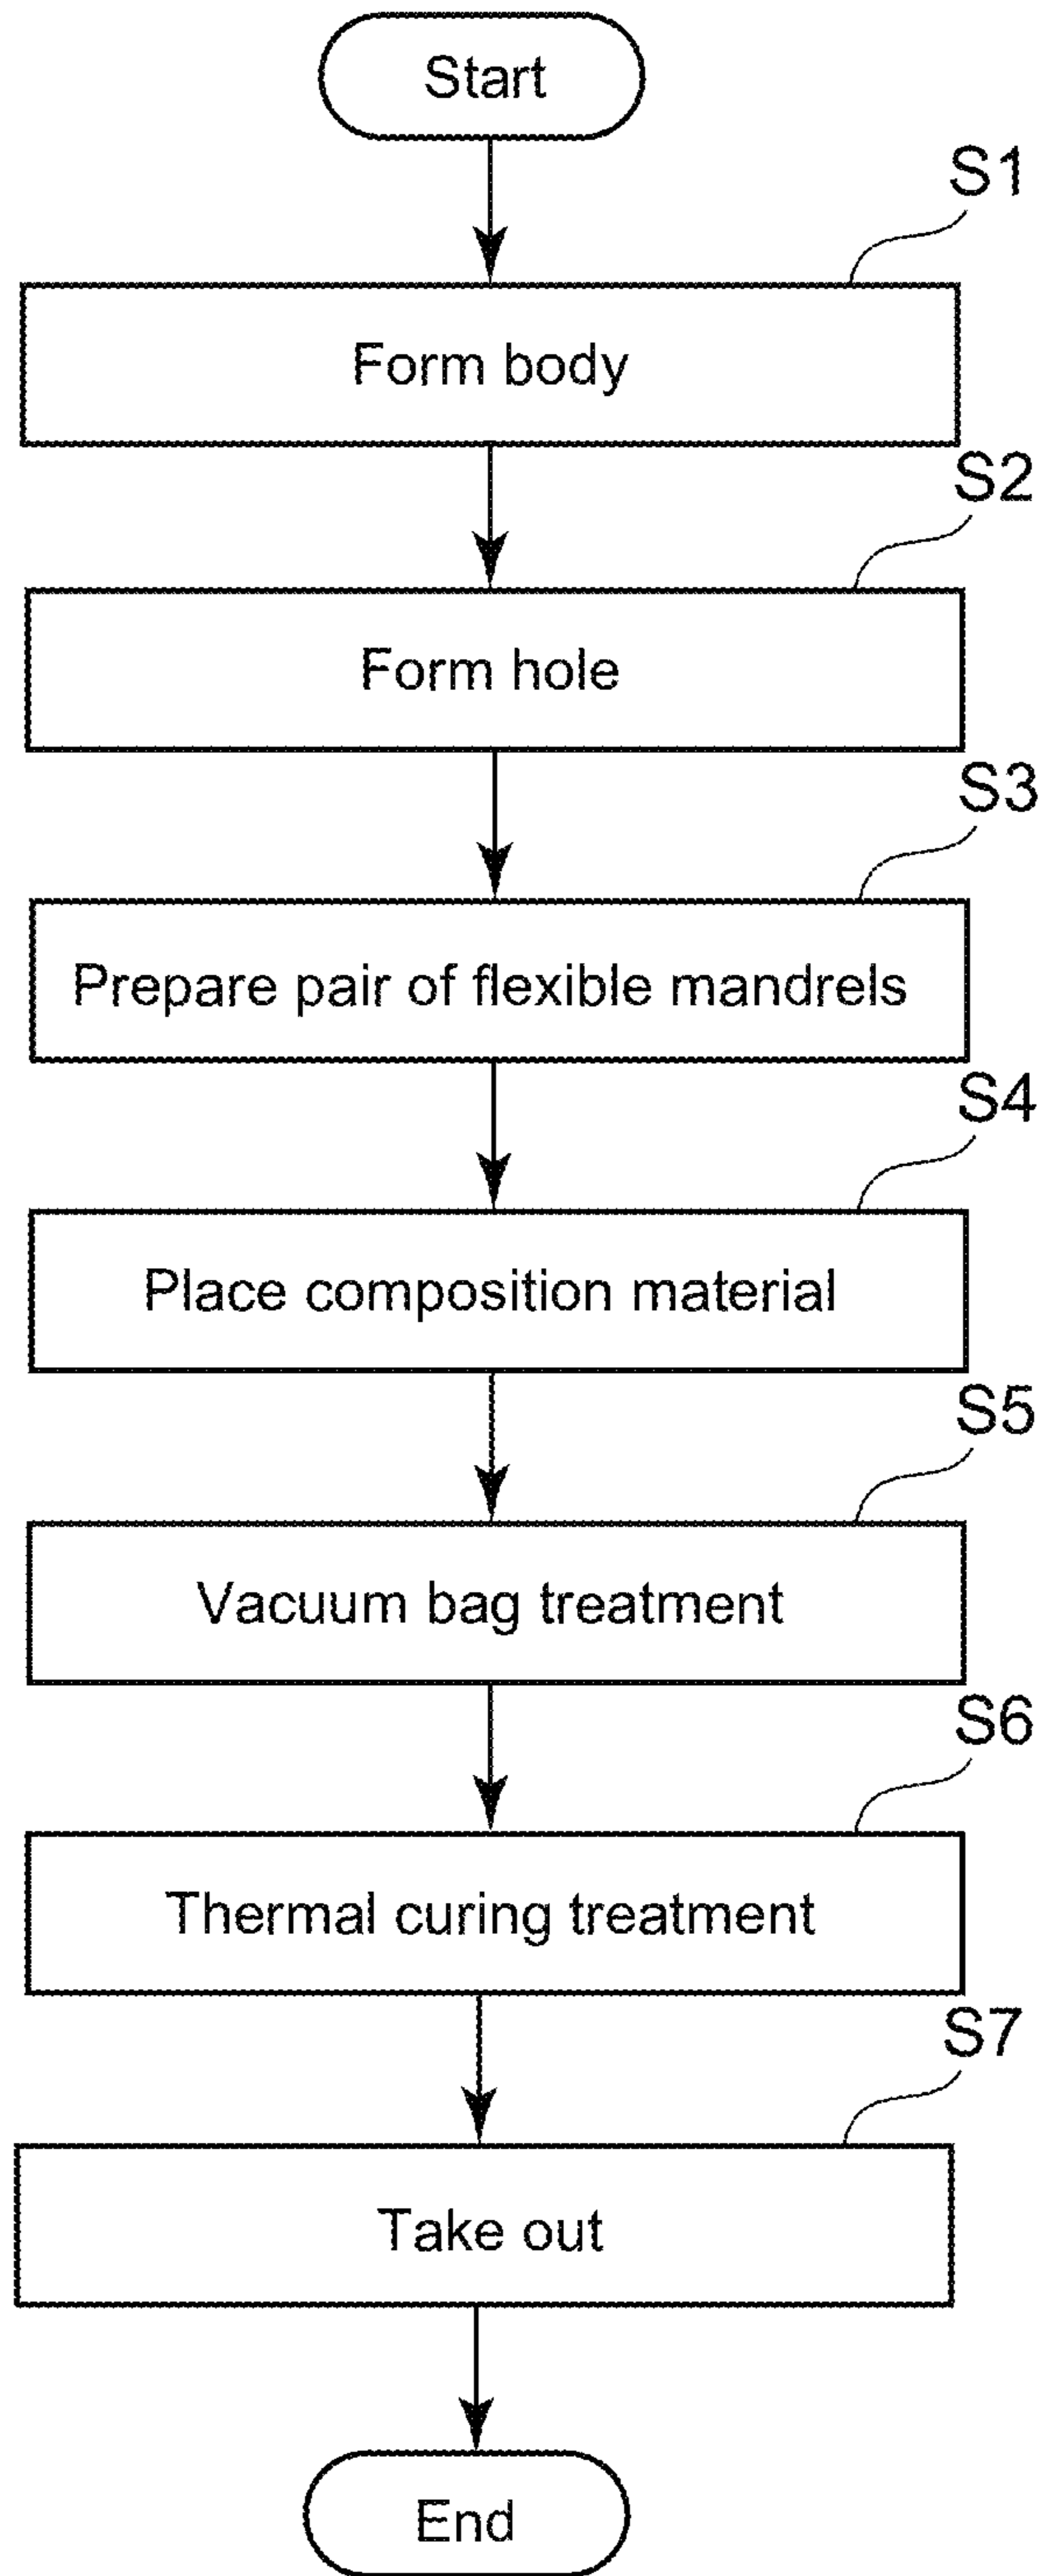 Start
S1
Form body
S2
Form hole
S3
Prepare pair of flexible mandrels
S4
Place composition material
S5
Vacuum bag treatment
S6
Thermal curing treatment
S7
Take out
End